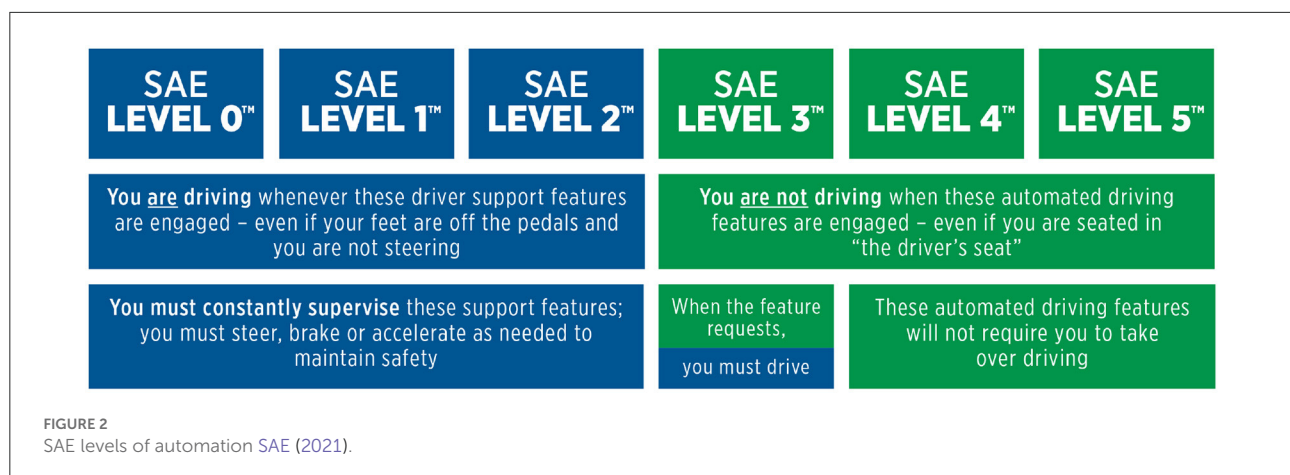 SAE
LEVEL 0™
SAE
LEVEL 1™
SAE
LEVEL 2™
SAE
LEVEL 3™
SAE
LEVEL 4™
SAE
LEVEL 5™
You are driving whenever these driver support features
are engaged – even if your feet are off the pedals and
you are not steering
You are not driving when these automated driving
features are engaged – even if you are seated in
“the driver’s seat”
You must constantly supervise these support features;
you must steer, brake or accelerate as needed to
maintain safety
When the feature
requests,
you must drive
These automated driving features
will not require you to take
over driving
FIGURE 2
SAE levels of automation SAE (2021).